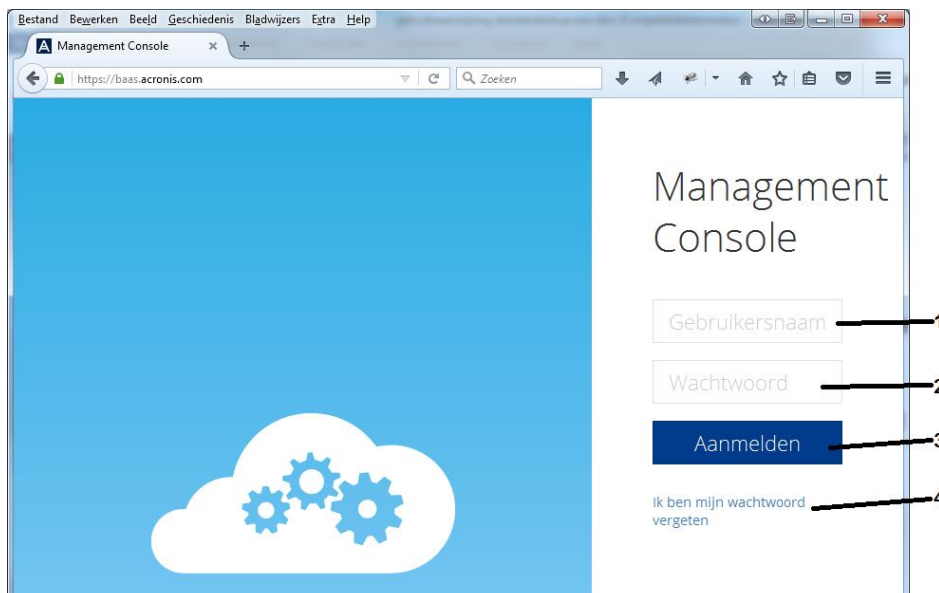 Bestand Bewerken Beeld Geschiedenis Bladwijzers Extra Help
Management Console
https://baas.acronis.com
Zoeken
Management
Console
Gebruikersnaam
1
Wachtwoord
2
Aanmelden
3
Ik ben mijn wachtwoord
vergeten
4